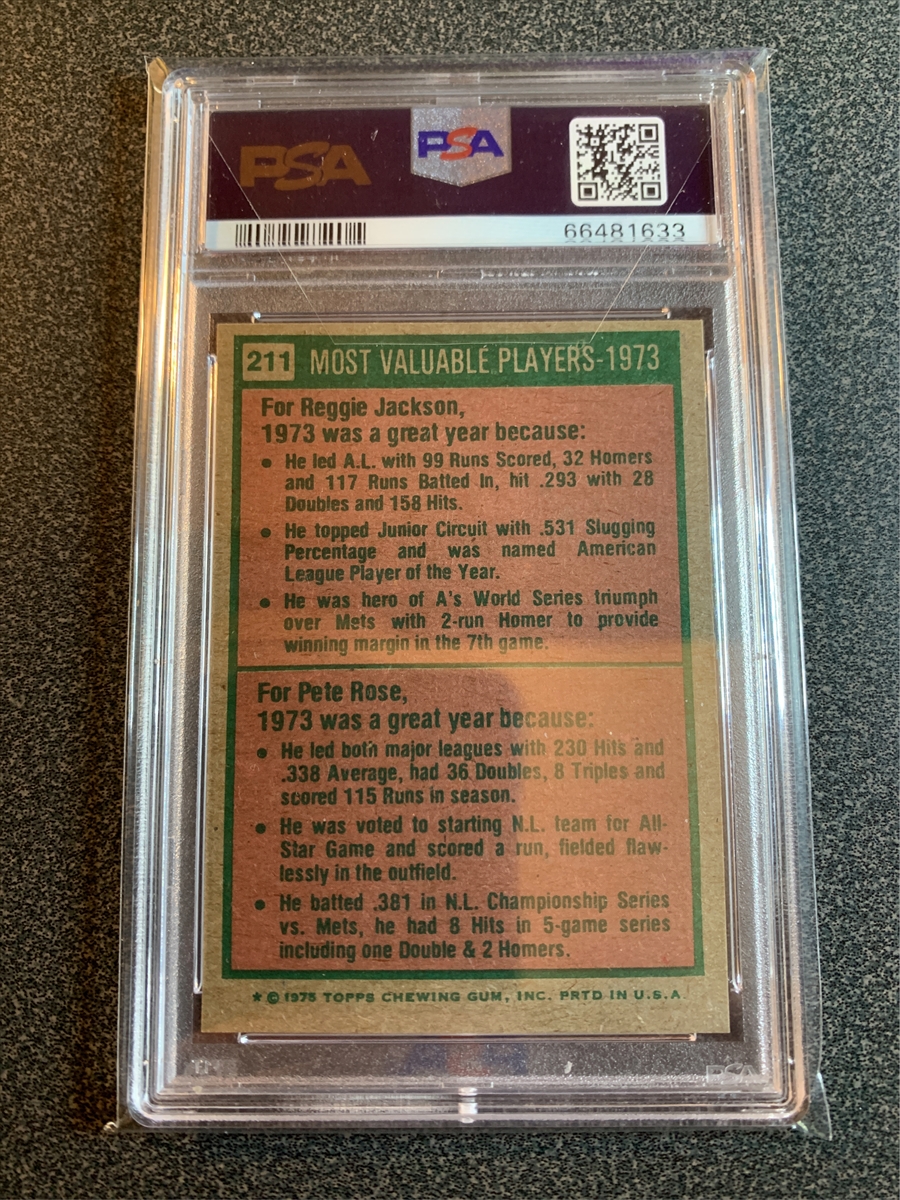 PSA
PSA
66481633
211 MOST VALUABLE PLAYERS-1973
For Reggie Jackson,
1973 was a great year because:
• He led A.L. with 99 Runs Scored, 32 Homers
and 117 Runs Batted In, hit .293 with 28
Doubles and 158 Hits.
• He topped Junior Circuit with .531 Slugging
Percentage and was named American
League Player of the Year.
• He was hero of A's World Series triumph
over Mets with 2-run Homer to provide
winning margin in the 7th game.
For Pete Rose,
1973 was a great year because:
• He led both major leagues with 230 Hits and
.338 Average, had 36 Doubles, 8 Triples and
scored 115 Runs in season.
• He was voted to starting N.L. team for All-
Star Game and scored a run, fielded flaw-
lessly in the outfield.
• He batted .381 in N.L. Championship Series
vs. Mets, he had 8 Hits in 5-game series
including one Double & 2 Homers.
★ © 1975 TOPPS CHEWING GUM, INC. PRTD IN U.S.A.
PSA